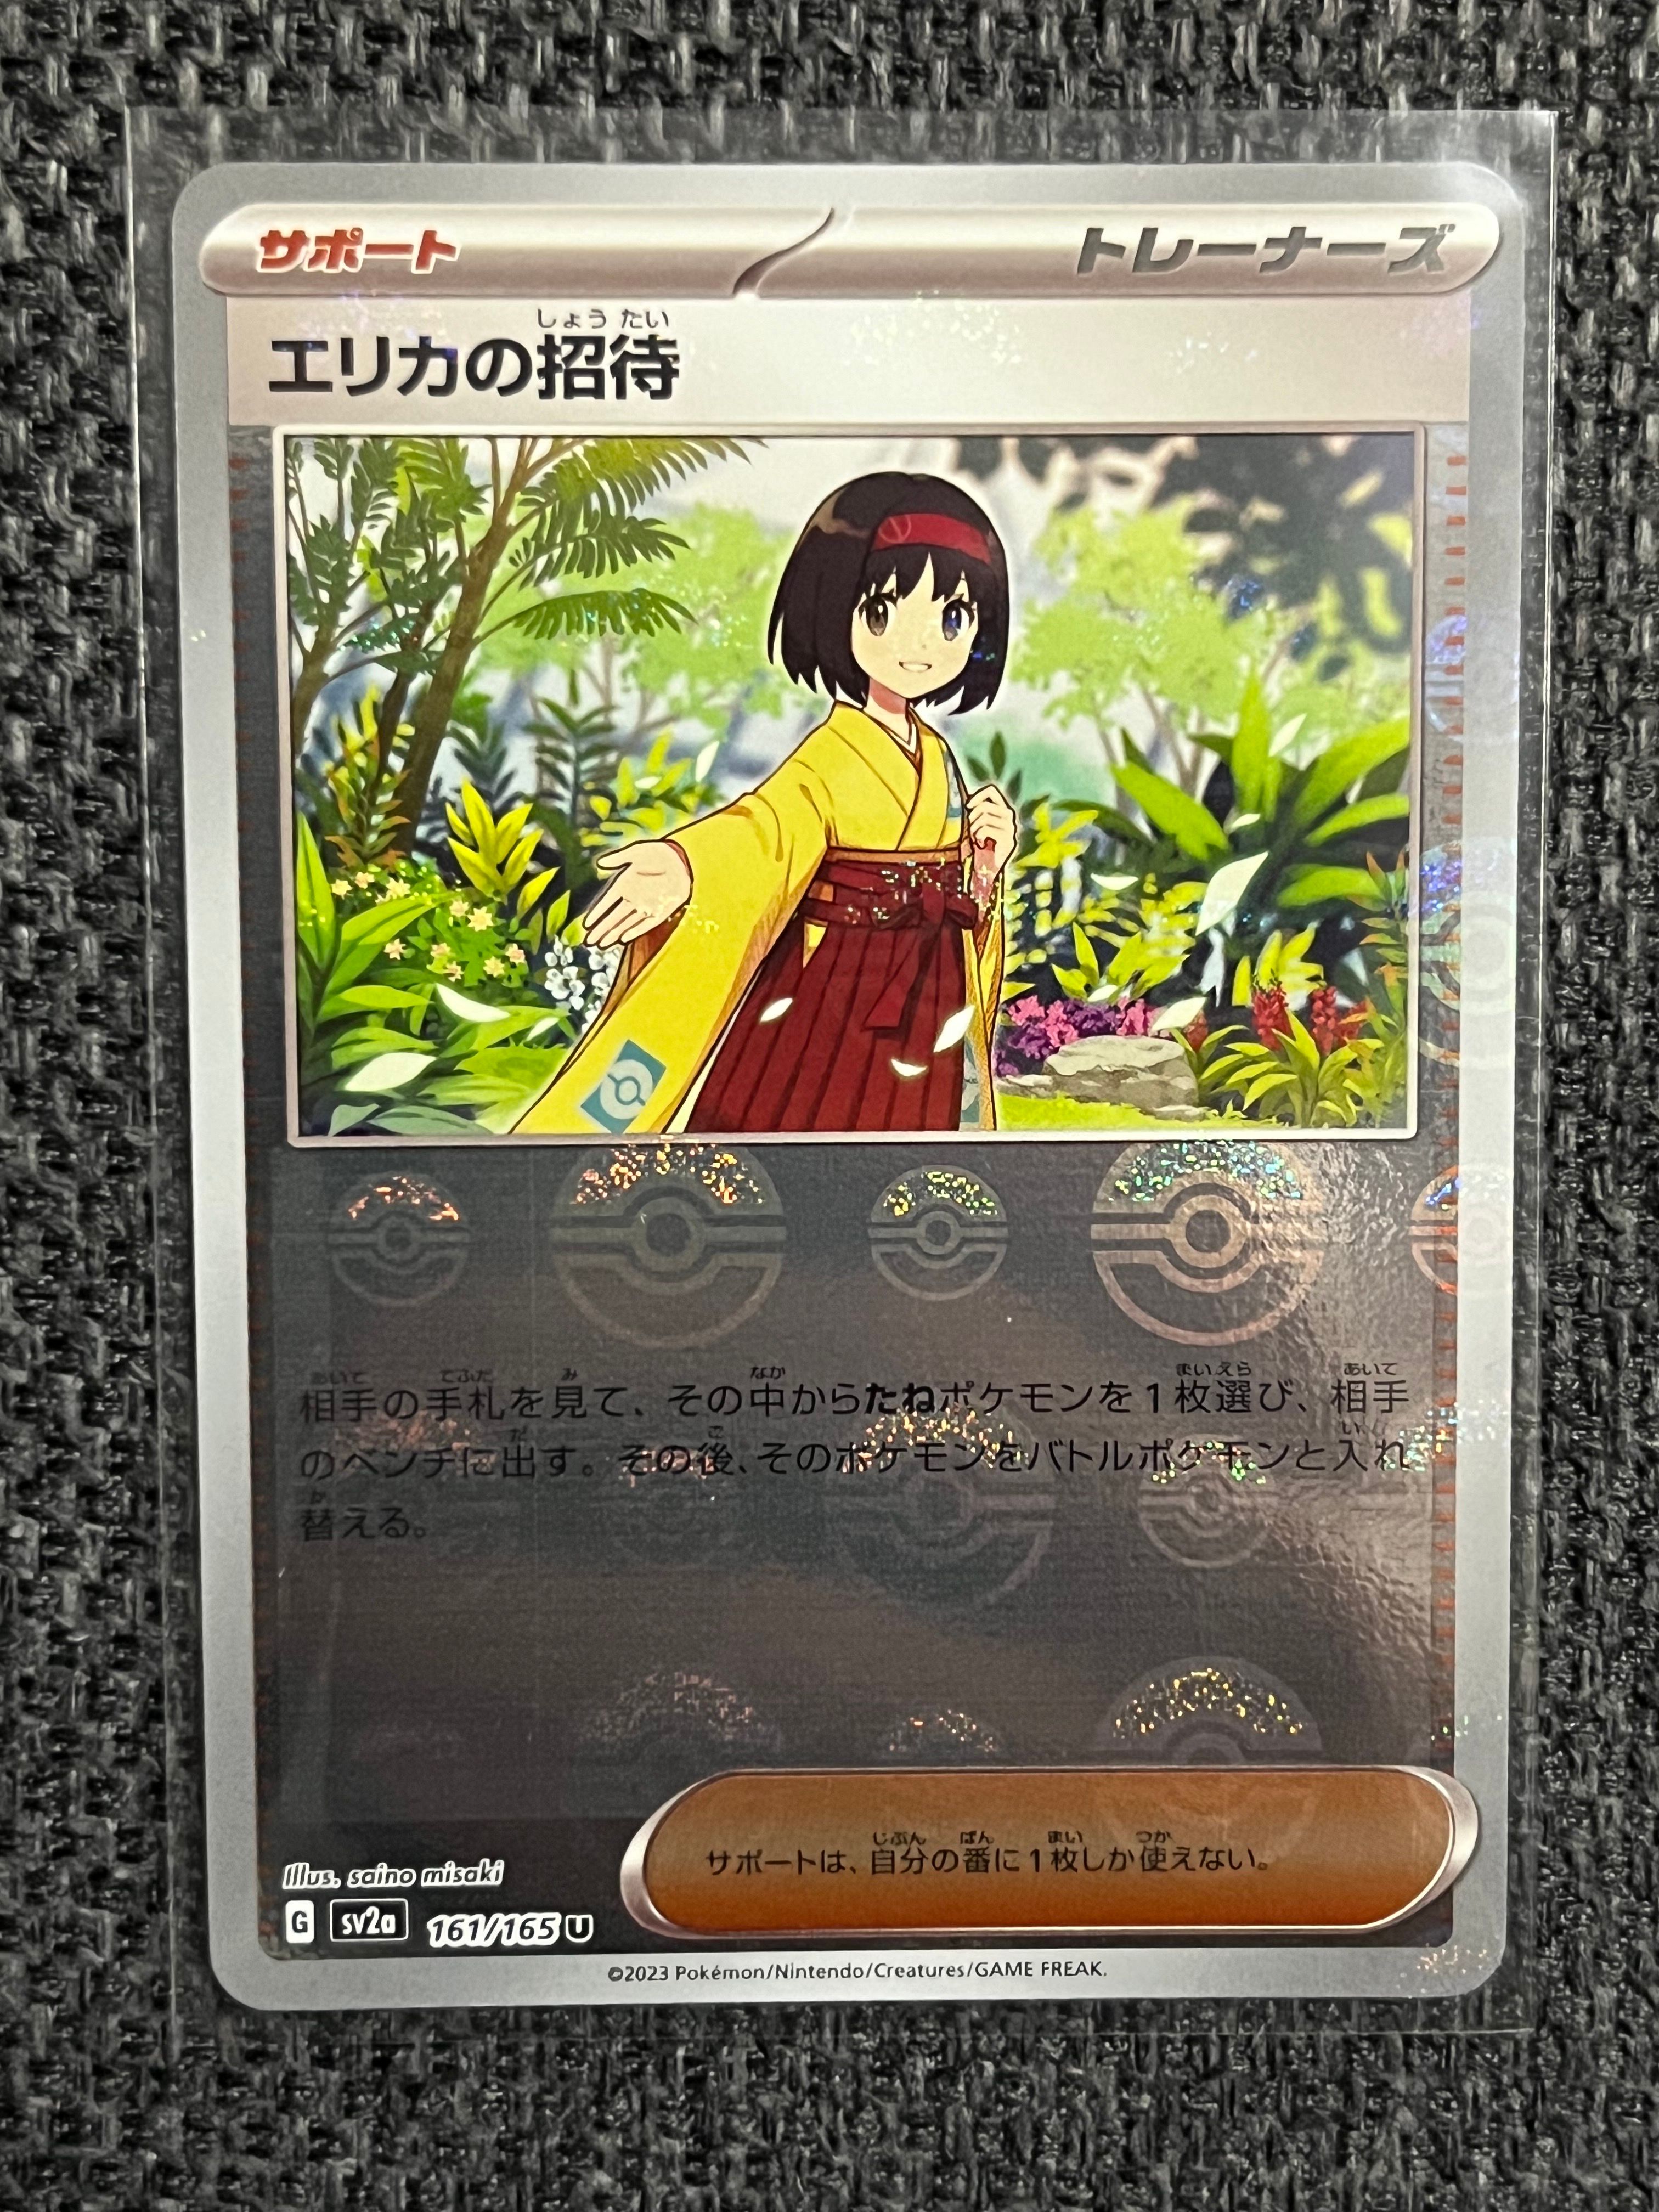 サポート トレーナーズ
しょう たい
エリカの招待
あいて てふだ み なか まいえら あいて
相手の手札を見て、その中からたねポケモンを1枚選び、相手
だ ご い
のベンチに出す。その後、そのポケモンをバトルポケモンと入れ
か
替える。
じぶん ばん まい つか
サポートは、自分の番に1枚しか使えない。
Illus. saino misaki
G sv2a 161/165 U
©2023 Pokémon/Nintendo/Creatures/GAME FREAK.